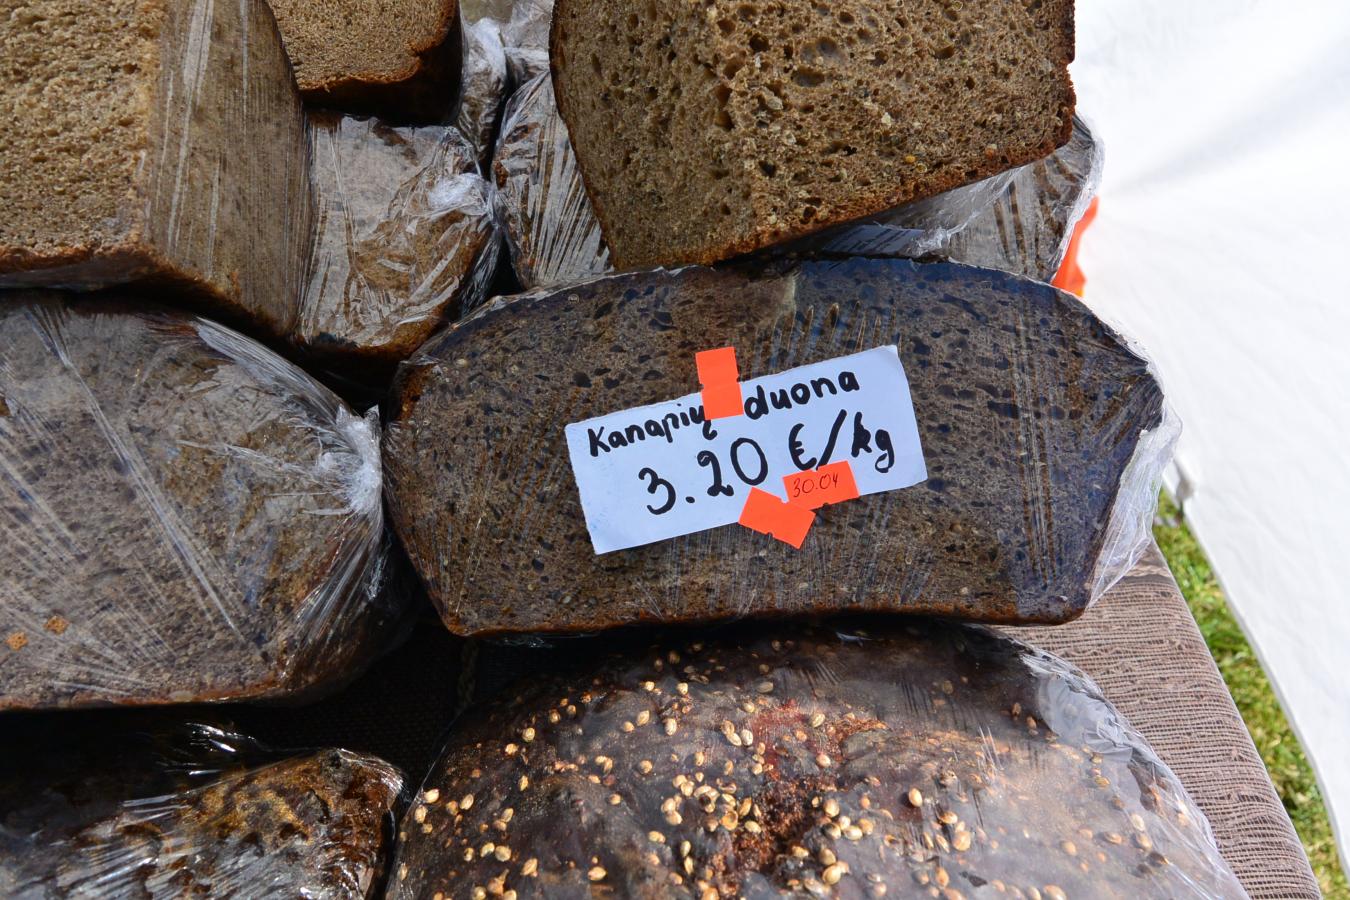 Kanapių duona
3.20 €/kg
30.04